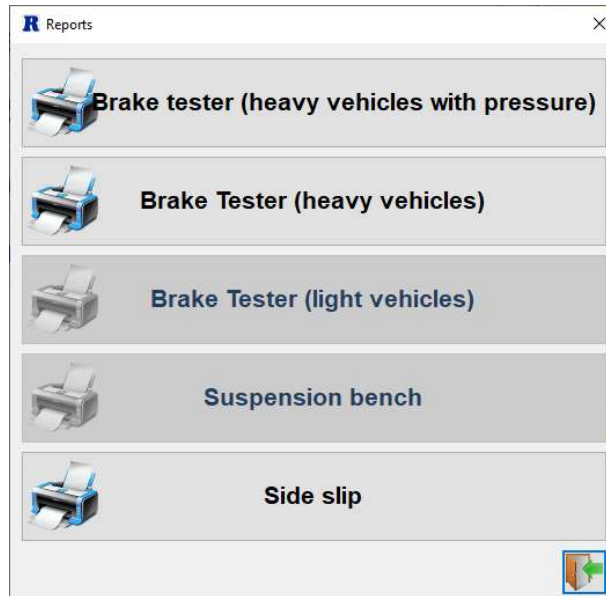 R Reports
Brake tester (heavy vehicles with pressure)
Brake Tester (heavy vehicles)
Brake Tester (light vehicles)
Suspension bench
Side slip